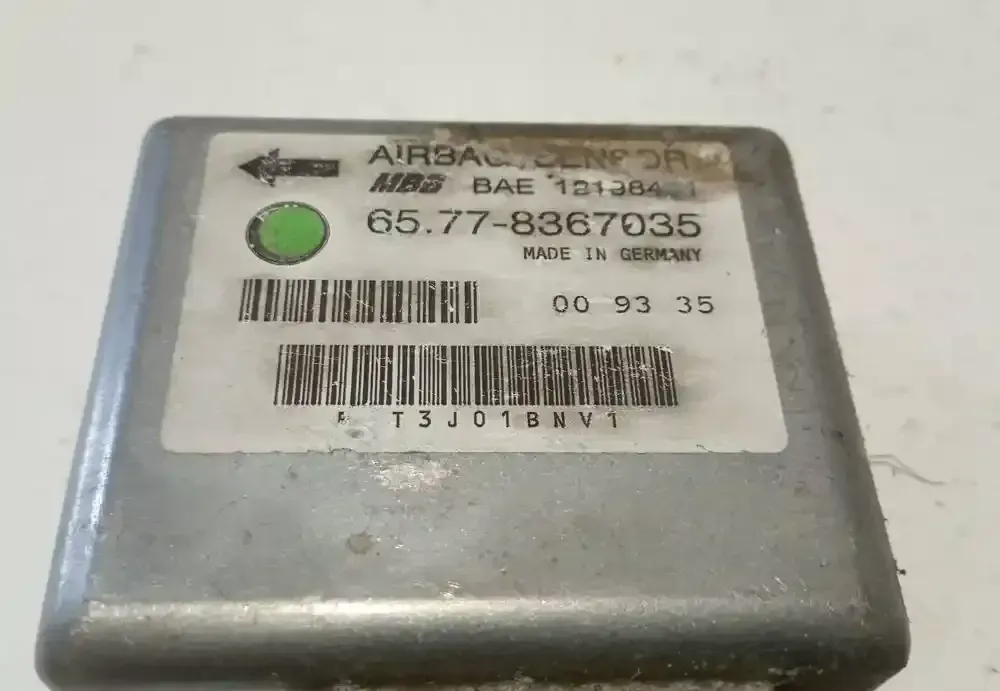 AIRBAG SENSOR
MBB BAE
65.77-8367035
MADE IN GERMANY
00 93 35
T3J01BNV1